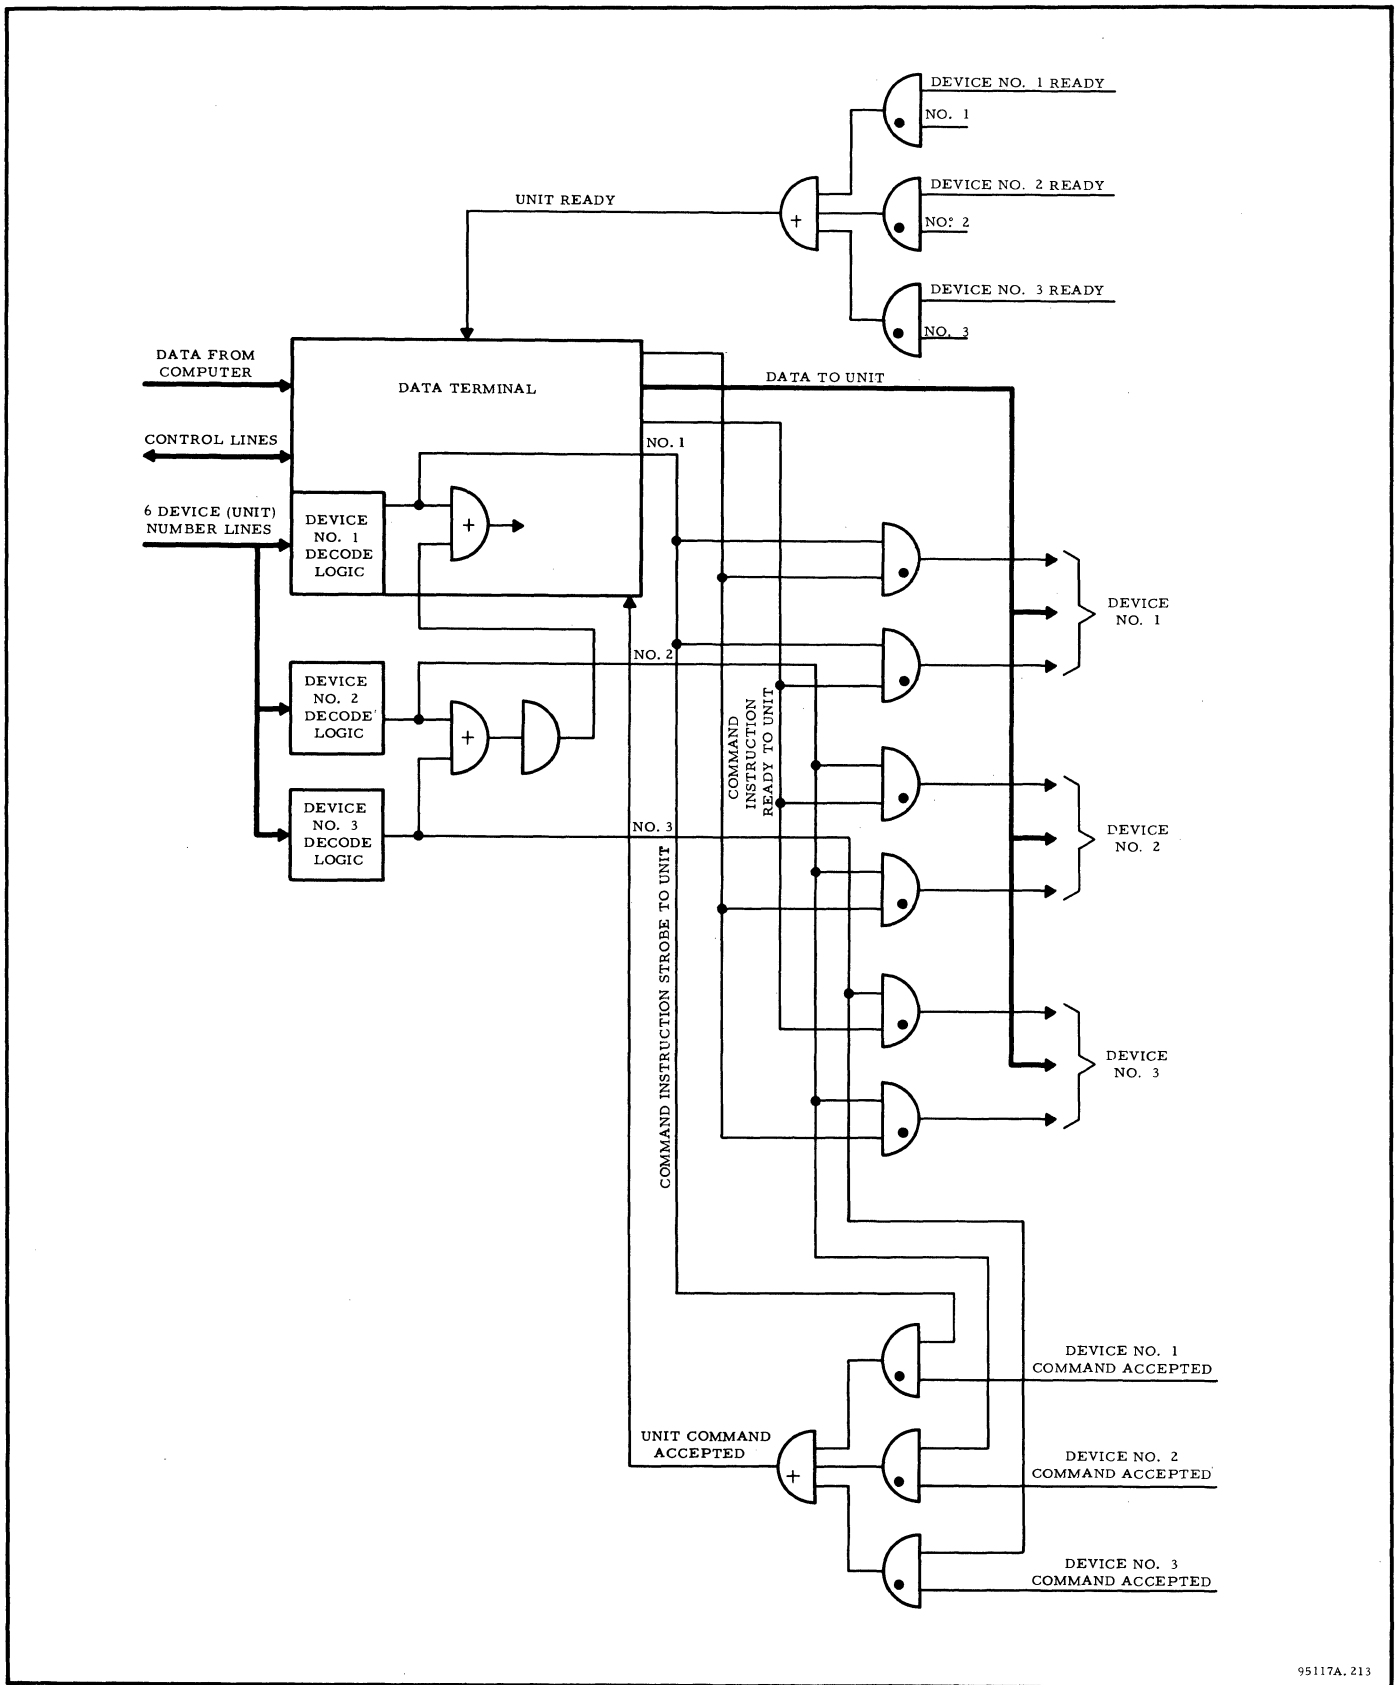 DEVICE NO. 1 READY
NO. 1
DEVICE NO. 2 READY
NO. 2
UNIT READY
DEVICE NO. 3 READY
NO. 3
DATA FROM
COMPUTER
DATA TERMINAL
DATA TO UNIT
CONTROL LINES
NO. 1
6 DEVICE (UNIT)
NUMBER LINES
DEVICE
NO. 1
DECODE
LOGIC
+
DEVICE
NO. 1
NO. 2
DEVICE
NO. 2
DECODE
LOGIC
+
COMMAND
INSTRUCTION
READY TO UNIT
DEVICE
NO. 3
DECODE
LOGIC
NO. 3
DEVICE
NO. 2
COMMAND INSTRUCTION STROBE TO UNIT
DEVICE
NO. 3
DEVICE NO. 1
COMMAND ACCEPTED
UNIT COMMAND
ACCEPTED
+
DEVICE NO. 2
COMMAND ACCEPTED
DEVICE NO. 3
COMMAND ACCEPTED
95117A.213